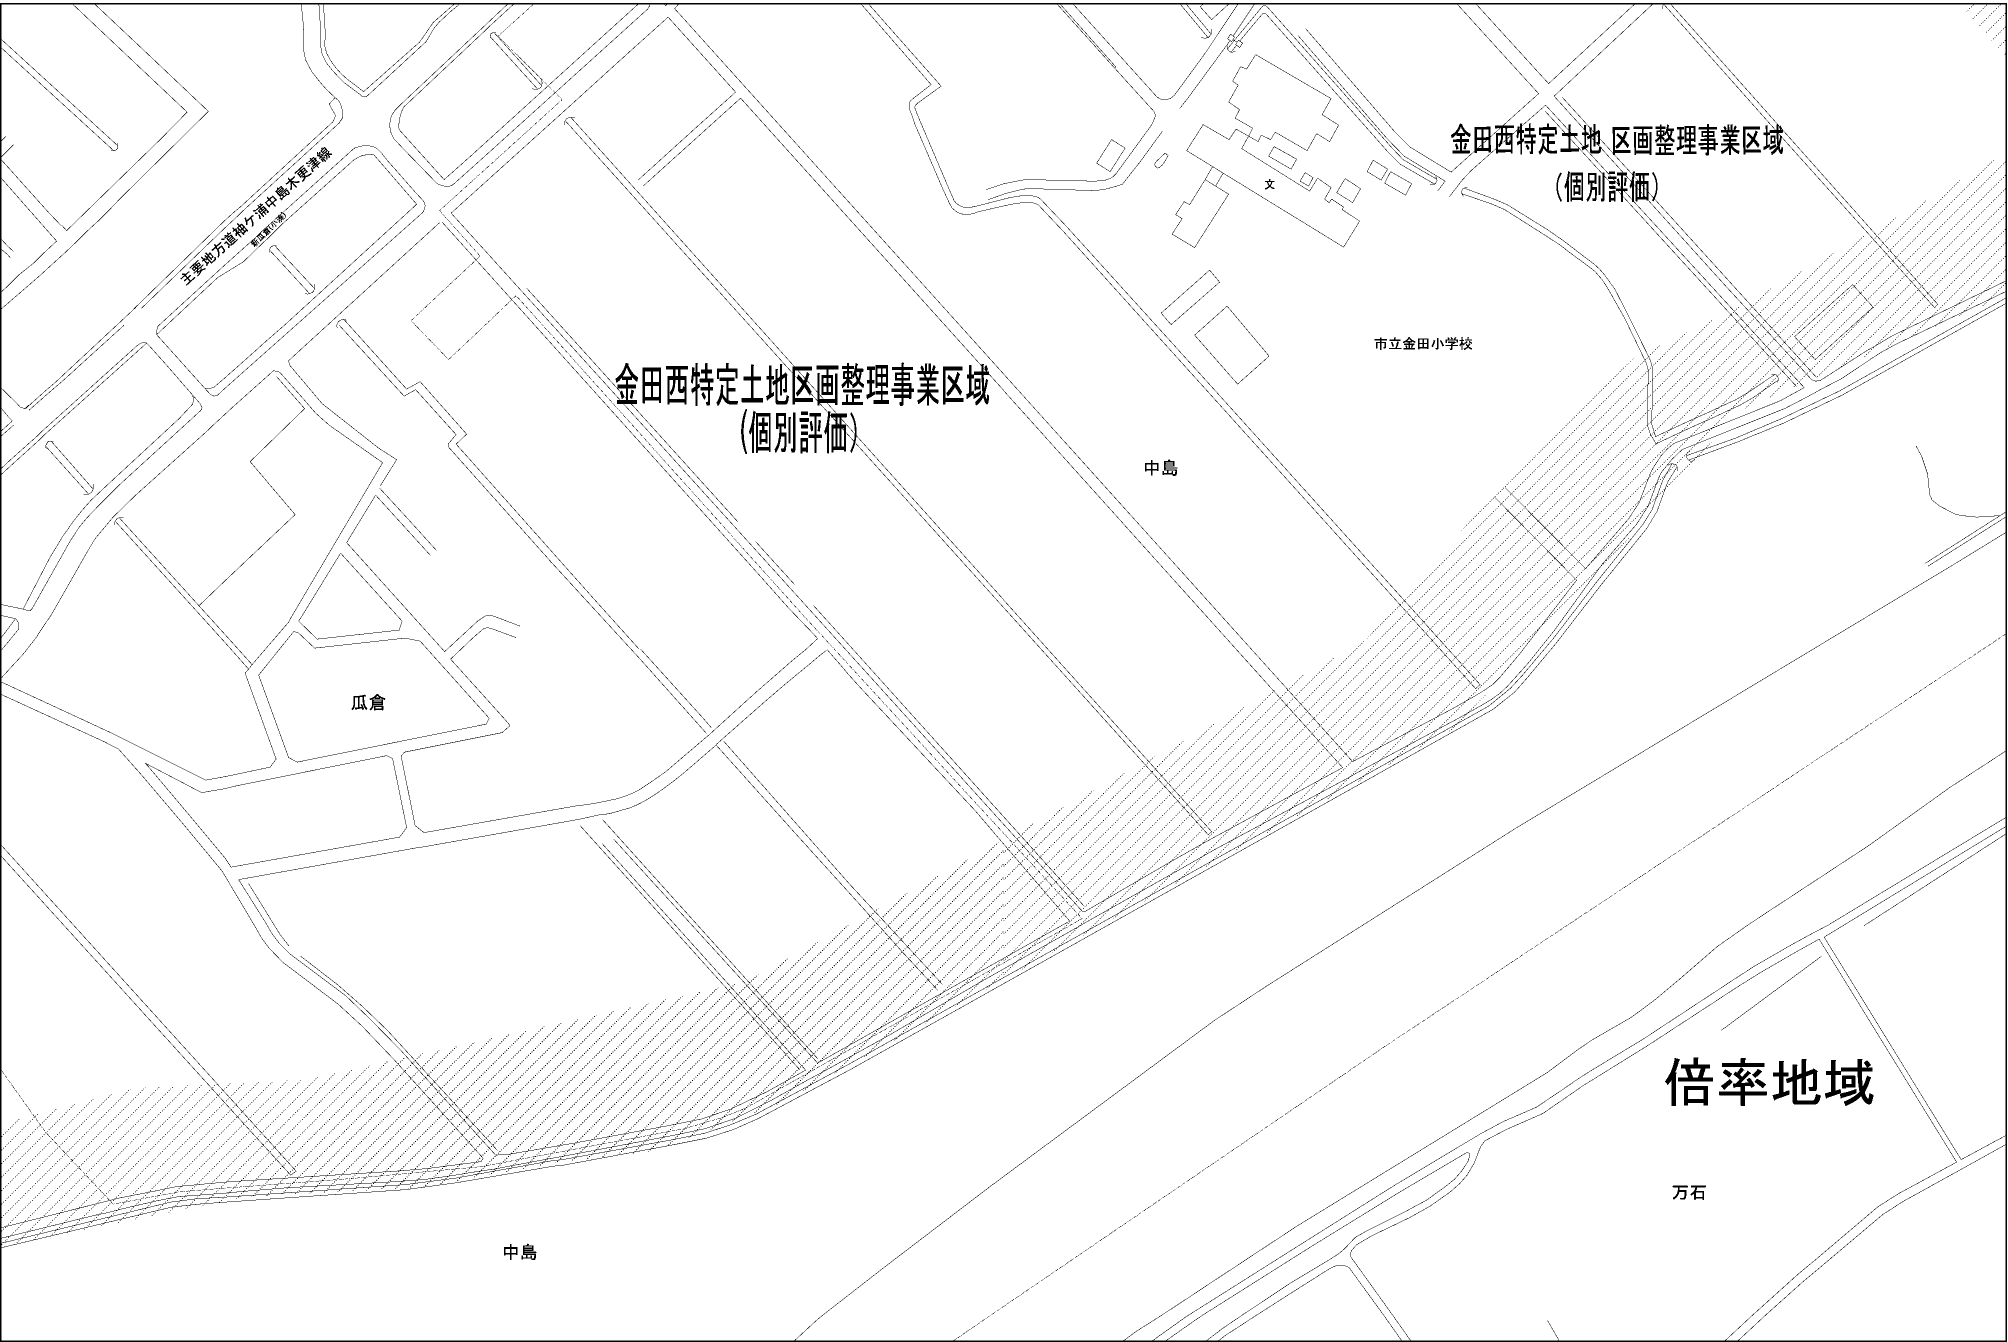 金田西特定土地 区画整理事業区域
(個別評価)
主要地方道袖ケ浦中島木更津線
文
市立金田小学校
金田西特定土地区画整理事業区域
(個別評価)
中島
瓜倉
倍率地域
万石
中島